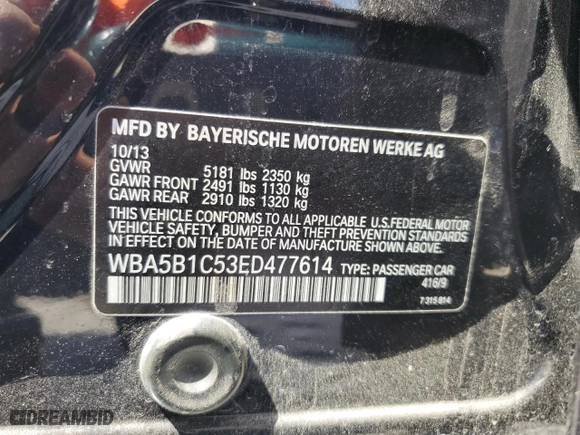 MFD BY BAYERISCHE MOTOREN WERKE AG
10/13
GVWR 5181 lbs 2350 kg
GAWR FRONT 2491 lbs 1130 kg
GAWR REAR 2910 lbs 1320 kg
THIS VEHICLE CONFORMS TO ALL APPLICABLE U.S.FEDERAL MOTOR
VEHICLE SAFETY, BUMPER AND THEFT PREVENTION STANDARDS
IN EFFECT ON THE DATE OF MANUFACTURE SHOWN ABOVE.
WBA5B1C53ED477614 TYPE: PASSENGER CAR
416/9
7 315 814
DREAMBID